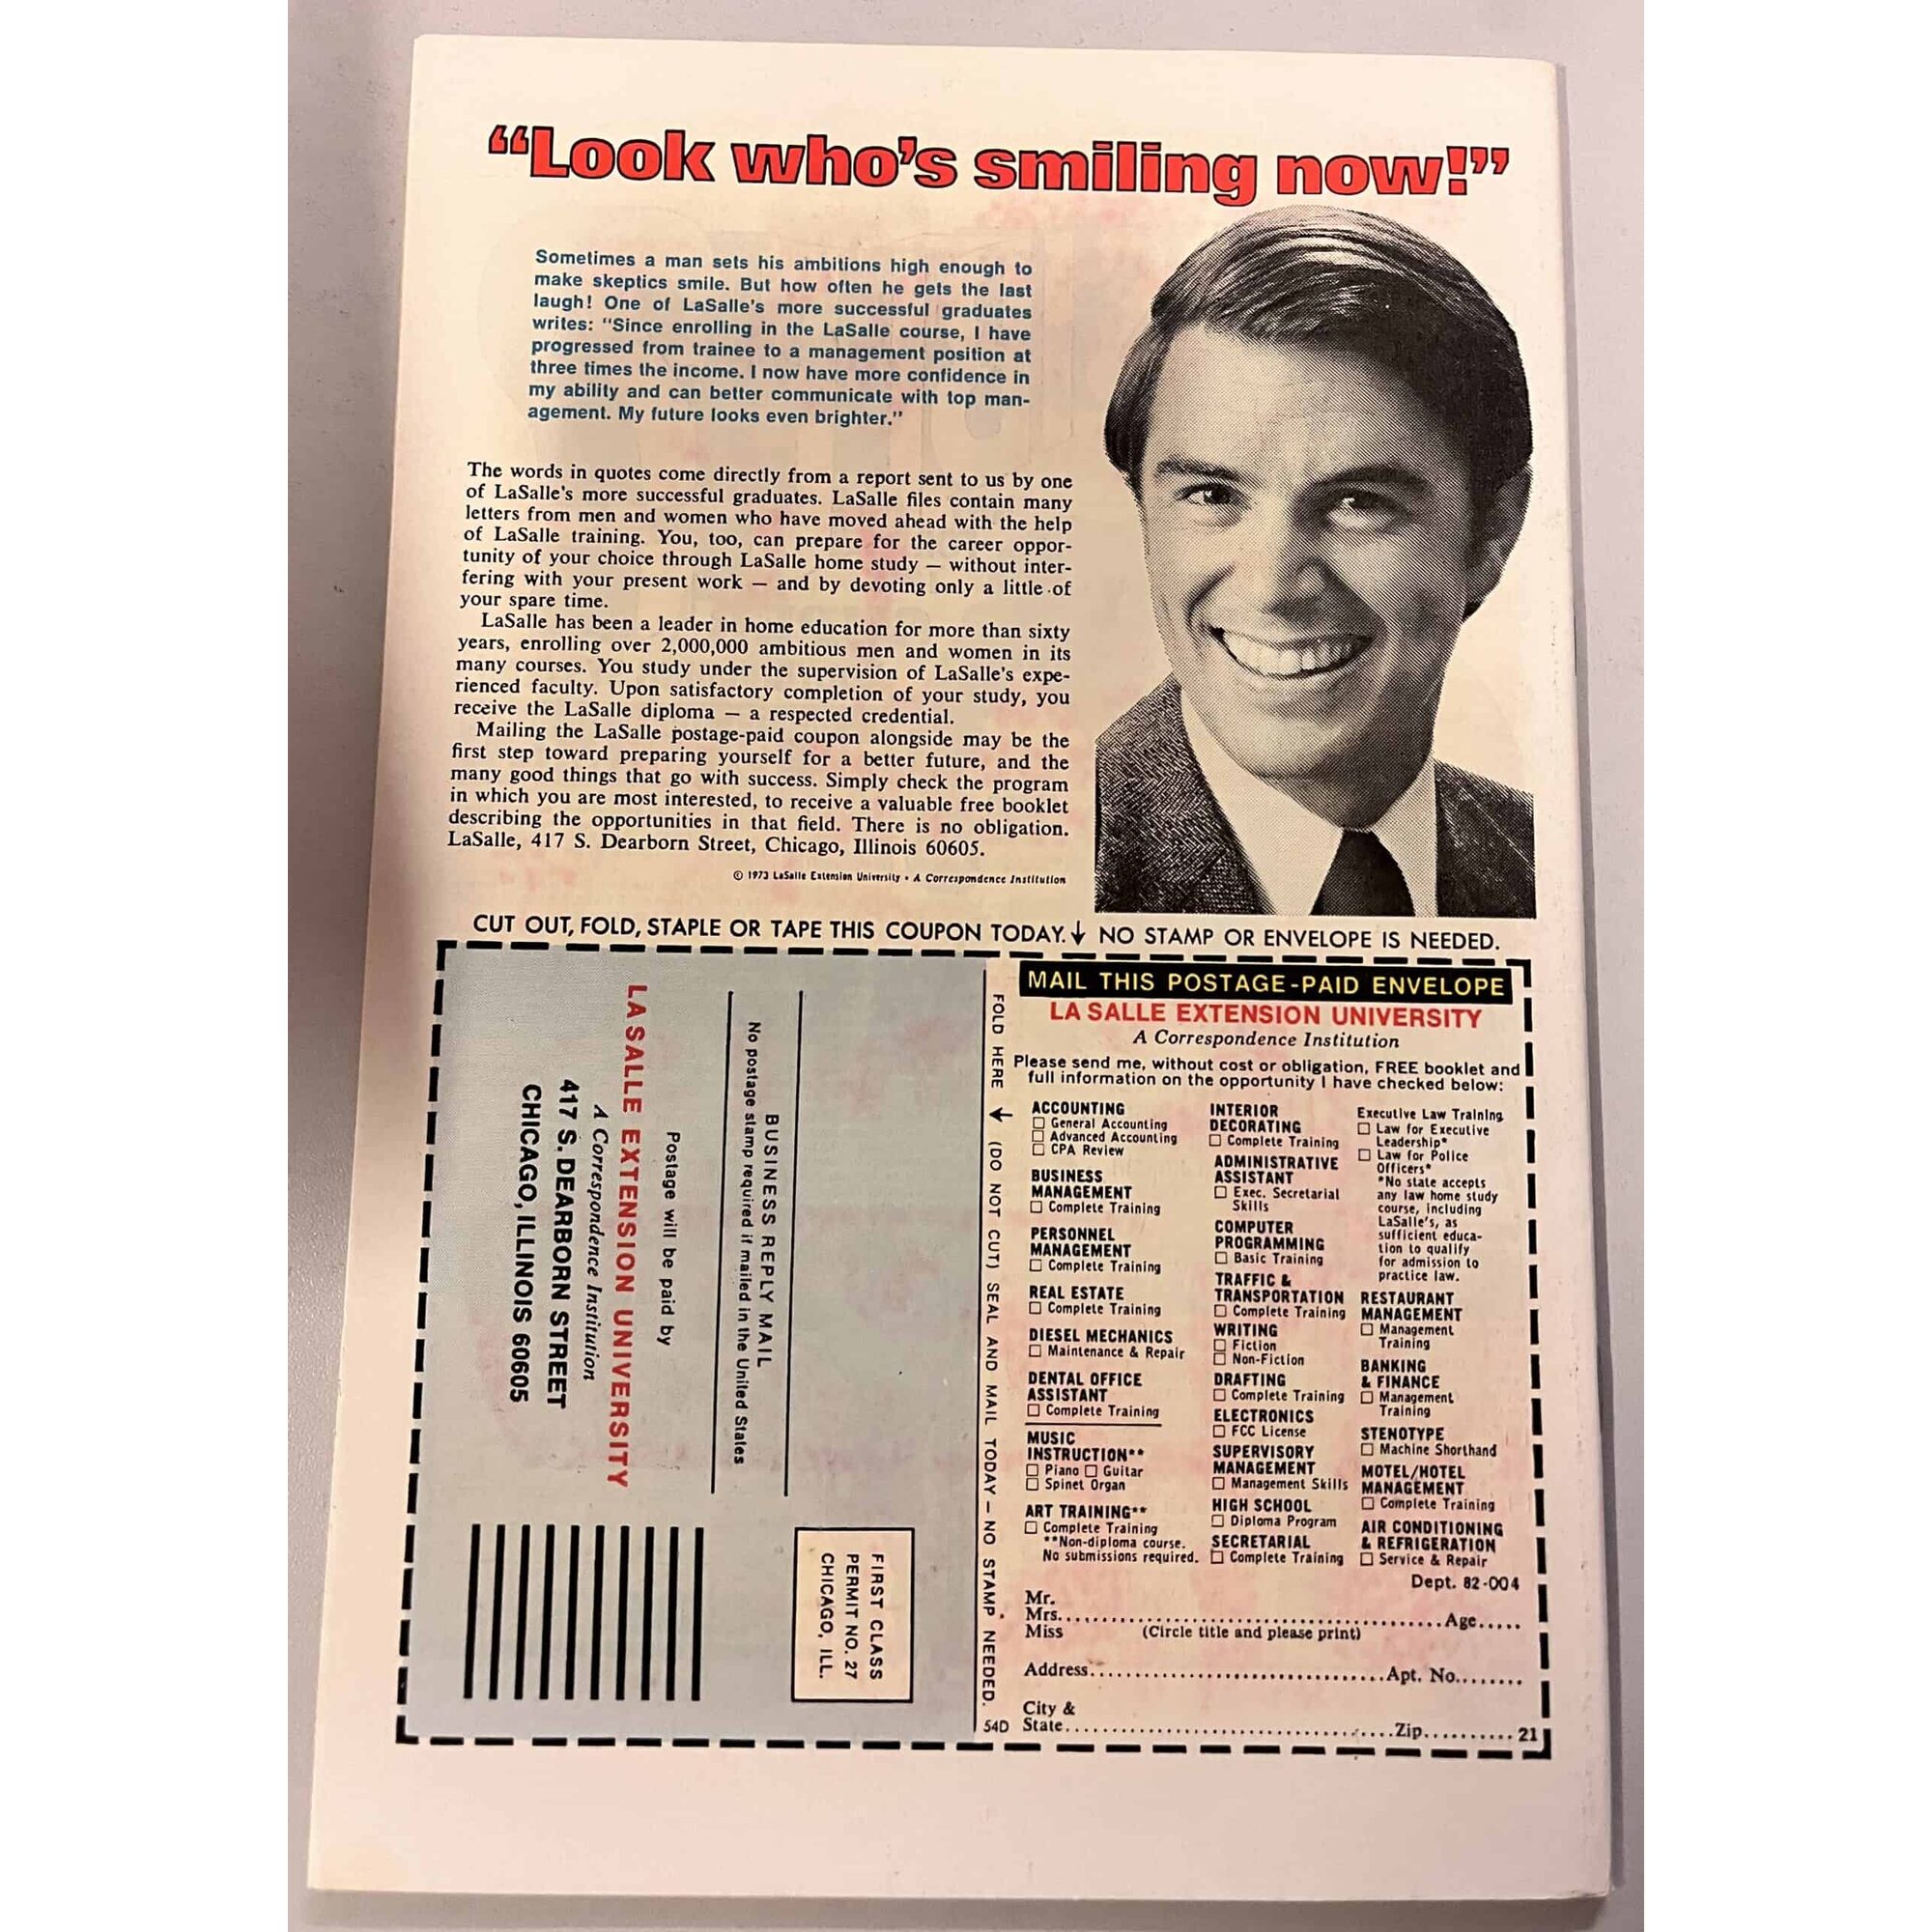 “Look who’s smiling now!”
Sometimes a man sets his ambitions high enough to
make skeptics smile. But how often he gets the last
laugh! One of LaSalle's more successful graduates
writes: "Since enrolling in the LaSalle course, I have
progressed from trainee to a management position at
three times the income. I now have more confidence in
my ability and can better communicate with top man-
agement. My future looks even brighter."
The words in quotes come directly from a report sent to us by one
of LaSalle's more successful graduates. LaSalle files contain many
letters from men and women who have moved ahead with the help
of LaSalle training. You, too, can prepare for the career oppor-
tunity of your choice through LaSalle home study — without inter-
fering with your present work — and by devoting only a little of
your spare time.
LaSalle has been a leader in home education for more than sixty
years, enrolling over 2,000,000 ambitious men and women in its
many courses. You study under the supervision of LaSalle's expe-
rienced faculty. Upon satisfactory completion of your study, you
receive the LaSalle diploma — a respected credential.
Mailing the LaSalle postage-paid coupon alongside may be the
first step toward preparing yourself for a better future, and the
many good things that go with success. Simply check the program
in which you are most interested, to receive a valuable free booklet
describing the opportunities in that field. There is no obligation.
LaSalle, 417 S. Dearborn Street, Chicago, Illinois 60605.
© 1973 LaSalle Extension University • A Correspondence Institution
CUT OUT, FOLD, STAPLE OR TAPE THIS COUPON TODAY.↓ NO STAMP OR ENVELOPE IS NEEDED.
FIRST CLASS
PERMIT NO. 27
CHICAGO, ILL.
BUSINESS REPLY MAIL
No postage stamp required if mailed in the United States
Postage will be paid by
LA SALLE EXTENSION UNIVERSITY
A Correspondence Institution
417 S. DEARBORN STREET
CHICAGO, ILLINOIS 60605
FOLD HERE ↓ (DO NOT CUT) SEAL AND MAIL TODAY – NO STAMP NEEDED.
54D
MAIL THIS POSTAGE-PAID ENVELOPE
LA SALLE EXTENSION UNIVERSITY
A Correspondence Institution
Please send me, without cost or obligation, FREE booklet and
full information on the opportunity I have checked below:
ACCOUNTING
☐ General Accounting
☐ Advanced Accounting
☐ CPA Review
BUSINESS
MANAGEMENT
☐ Complete Training
PERSONNEL
MANAGEMENT
☐ Complete Training
REAL ESTATE
☐ Complete Training
DIESEL MECHANICS
☐ Maintenance & Repair
DENTAL OFFICE
ASSISTANT
☐ Complete Training
MUSIC
INSTRUCTION**
☐ Piano ☐ Guitar
☐ Spinet Organ
ART TRAINING**
☐ Complete Training
**Non-diploma course.
No submissions required.
INTERIOR
DECORATING
☐ Complete Training
ADMINISTRATIVE
ASSISTANT
☐ Exec. Secretarial
Skills
COMPUTER
PROGRAMMING
☐ Basic Training
TRAFFIC &
TRANSPORTATION
☐ Complete Training
WRITING
☐ Fiction
☐ Non-Fiction
DRAFTING
☐ Complete Training
ELECTRONICS
☐ FCC License
SUPERVISORY
MANAGEMENT
☐ Management Skills
HIGH SCHOOL
☐ Diploma Program
SECRETARIAL
☐ Complete Training
Executive Law Training
☐ Law for Executive
Leadership*
☐ Law for Police
Officers*
*No state accepts
any law home study
course, including
LaSalle's, as
sufficient educa-
tion to qualify
for admission to
practice law.
RESTAURANT
MANAGEMENT
☐ Management
Training
BANKING
& FINANCE
☐ Management
Training
STENOTYPE
☐ Machine Shorthand
MOTEL/HOTEL
MANAGEMENT
☐ Complete Training
AIR CONDITIONING
& REFRIGERATION
☐ Service & Repair
Dept. 82-004
Mr.
Mrs.................................................Age.....
Miss (Circle title and please print)
Address.....................................Apt. No........
City &
State..........................................Zip.......... 21